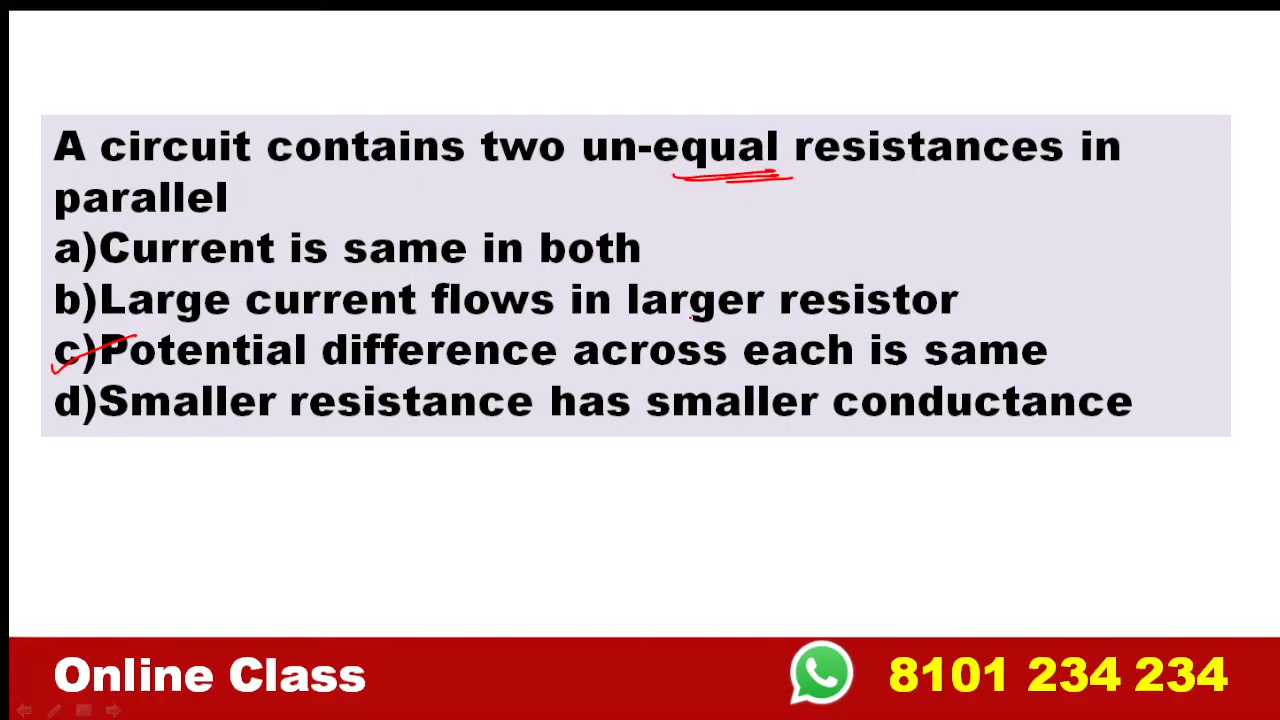 A circuit contains two un-equal resistances in
parallel
a)Current is same in both
b)Large current flows in larger resistor
c)Potential difference across each is same
d)Smaller resistance has smaller conductance
Online Class
8101 234 234